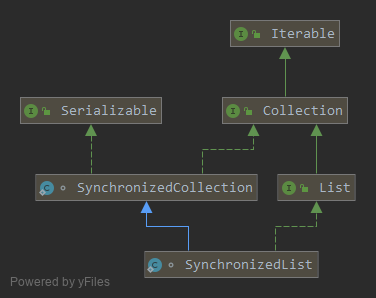 Iterable
Serializable
Collection
SynchronizedCollection
List
SynchronizedList
Powered by yFiles